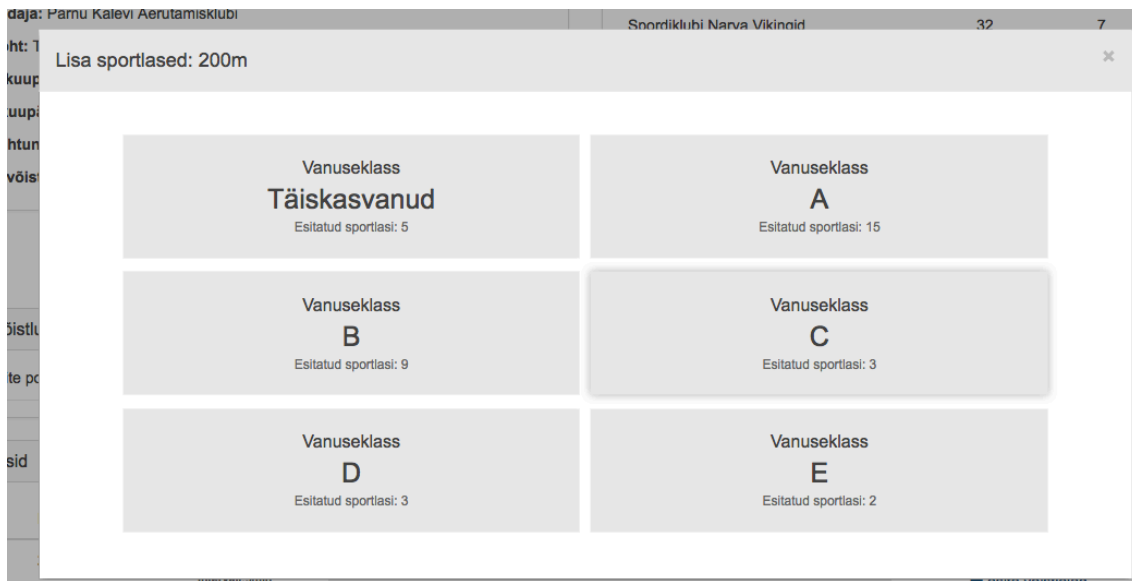 daja: Pärnu Kalevi Aerutamisklubi
Spordiklubi Narva Vikingid 32 7
Lisa sportlased: 200m
×
Vanuseklass
Täiskasvanud
Esitatud sportlasi: 5
Vanuseklass
A
Esitatud sportlasi: 15
Vanuseklass
B
Esitatud sportlasi: 9
Vanuseklass
C
Esitatud sportlasi: 3
Vanuseklass
D
Esitatud sportlasi: 3
Vanuseklass
E
Esitatud sportlasi: 2
sid